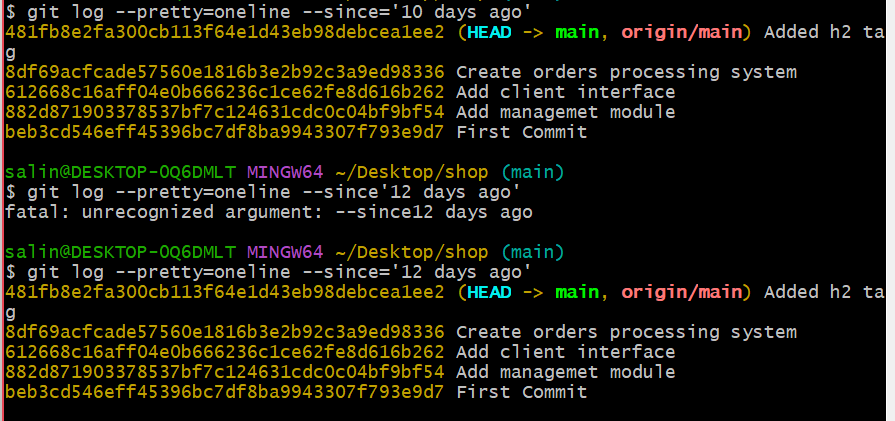 $ git log --pretty=oneline --since='10 days ago'
481fb8e2fa300cb113f64e1d43eb98debcea1ee2 (HEAD -> main, origin/main) Added h2 ta
g
8df69acfcade57560e1816b3e2b92c3a9ed98336 Create orders processing system
612668c16aff04e0b666236c1ce62fe8d616b262 Add client interface
882d871903378537bf7c124631cdc0c04bf9bf54 Add managemet module
beb3cd546eff45396bc7df8ba9943307f793e9d7 First Commit
salin@DESKTOP-0Q6DMLT MINGW64 ~/Desktop/shop (main)
$ git log --pretty=oneline --since'12 days ago'
fatal: unrecognized argument: --since12 days ago
salin@DESKTOP-0Q6DMLT MINGW64 ~/Desktop/shop (main)
$ git log --pretty=oneline --since='12 days ago'
481fb8e2fa300cb113f64e1d43eb98debcea1ee2 (HEAD -> main, origin/main) Added h2 ta
g
8df69acfcade57560e1816b3e2b92c3a9ed98336 Create orders processing system
612668c16aff04e0b666236c1ce62fe8d616b262 Add client interface
882d871903378537bf7c124631cdc0c04bf9bf54 Add managemet module
beb3cd546eff45396bc7df8ba9943307f793e9d7 First Commit